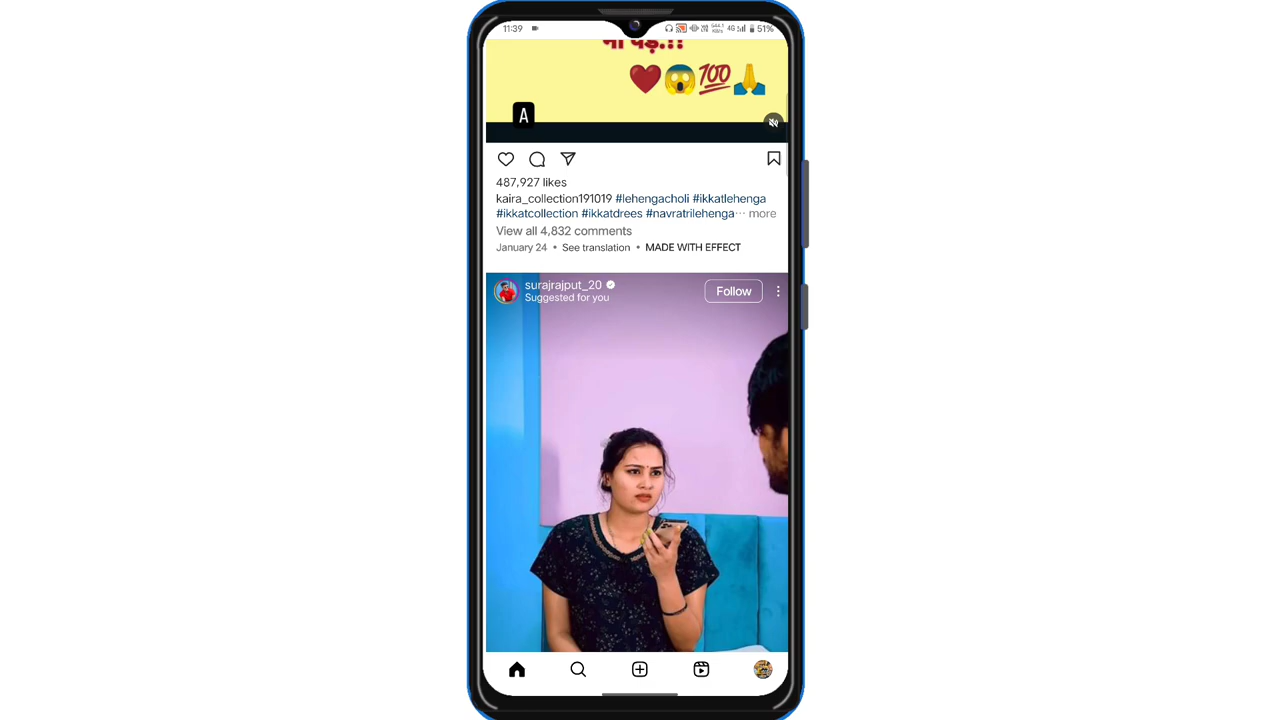 11:39
4G 51%
💯
A
487,927 likes
kaira_collection191019 #lehengacholi #ikkatlehenga
#ikkatcollection #ikkatdrees #navratrilehenga... more
View all 4,832 comments
January 24 • See translation • MADE WITH EFFECT
surajrajput_20
Suggested for you
Follow